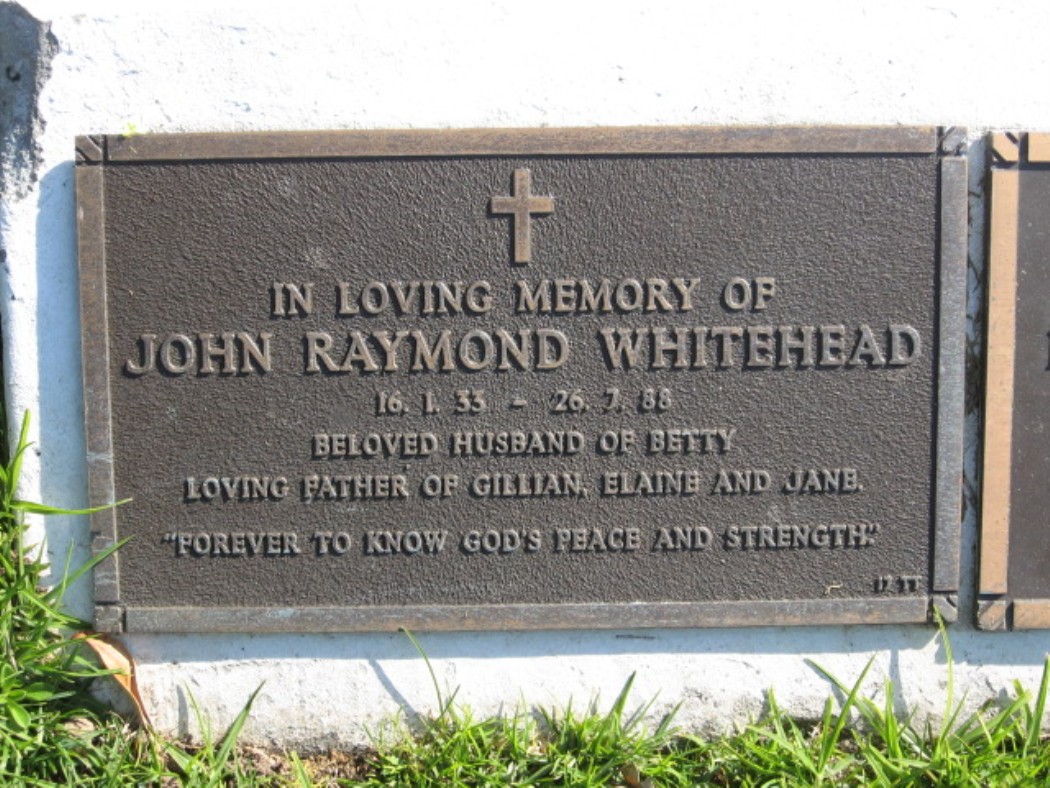 IN LOVING MEMORY OF
JOHN RAYMOND WHITEHEAD
16. 1. 33 - 26. 7. 88
BELOVED HUSBAND OF BETTY
LOVING FATHER OF GILLIAN, ELAINE AND JANE.
"FOREVER TO KNOW GOD'S PEACE AND STRENGTH."